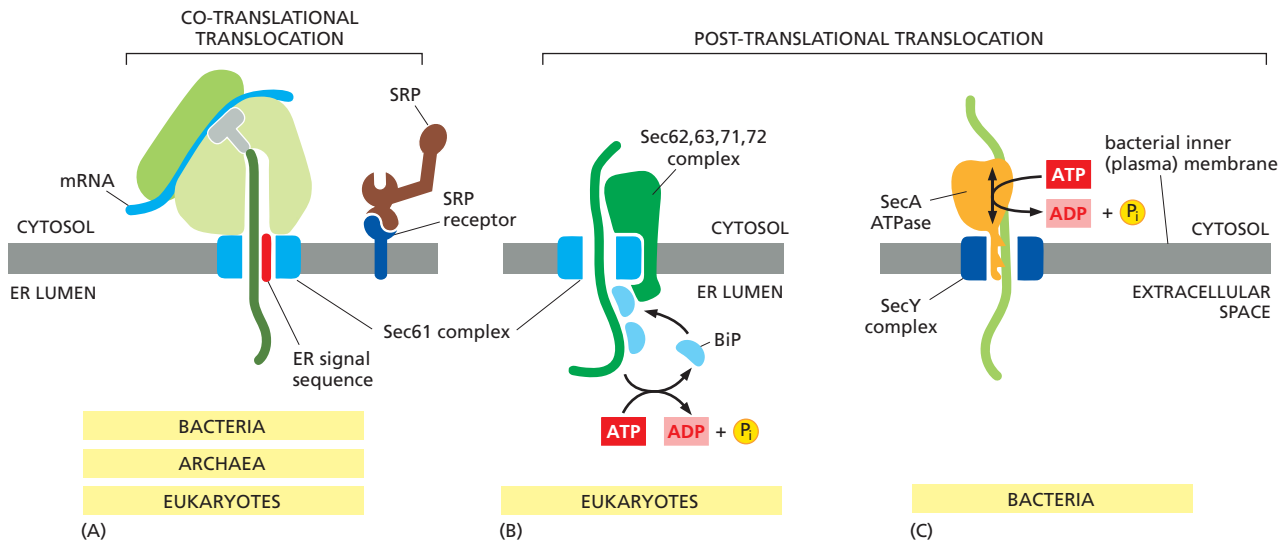 CO-TRANSLATIONAL
TRANSLOCATION
POST-TRANSLATIONAL TRANSLOCATION
mRNA
SRP
SRP
receptor
CYTOSOL
ER LUMEN
ER signal
sequence
Sec61 complex
BACTERIA
ARCHAEA
EUKARYOTES
(A)
Sec62,63,71,72
complex
CYTOSOL
ER LUMEN
BiP
ATP ADP + Pi
EUKARYOTES
(B)
SecA
ATPase
ATP
ADP + Pi
bacterial inner
(plasma) membrane
CYTOSOL
EXTRACELLULAR
SPACE
SecY
complex
BACTERIA
(C)